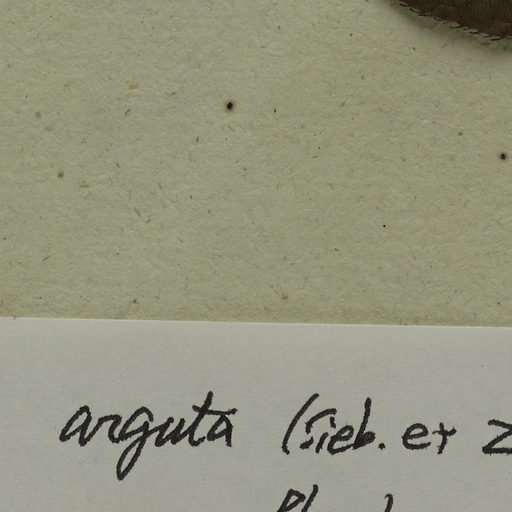 arguta (Sieb. et Z